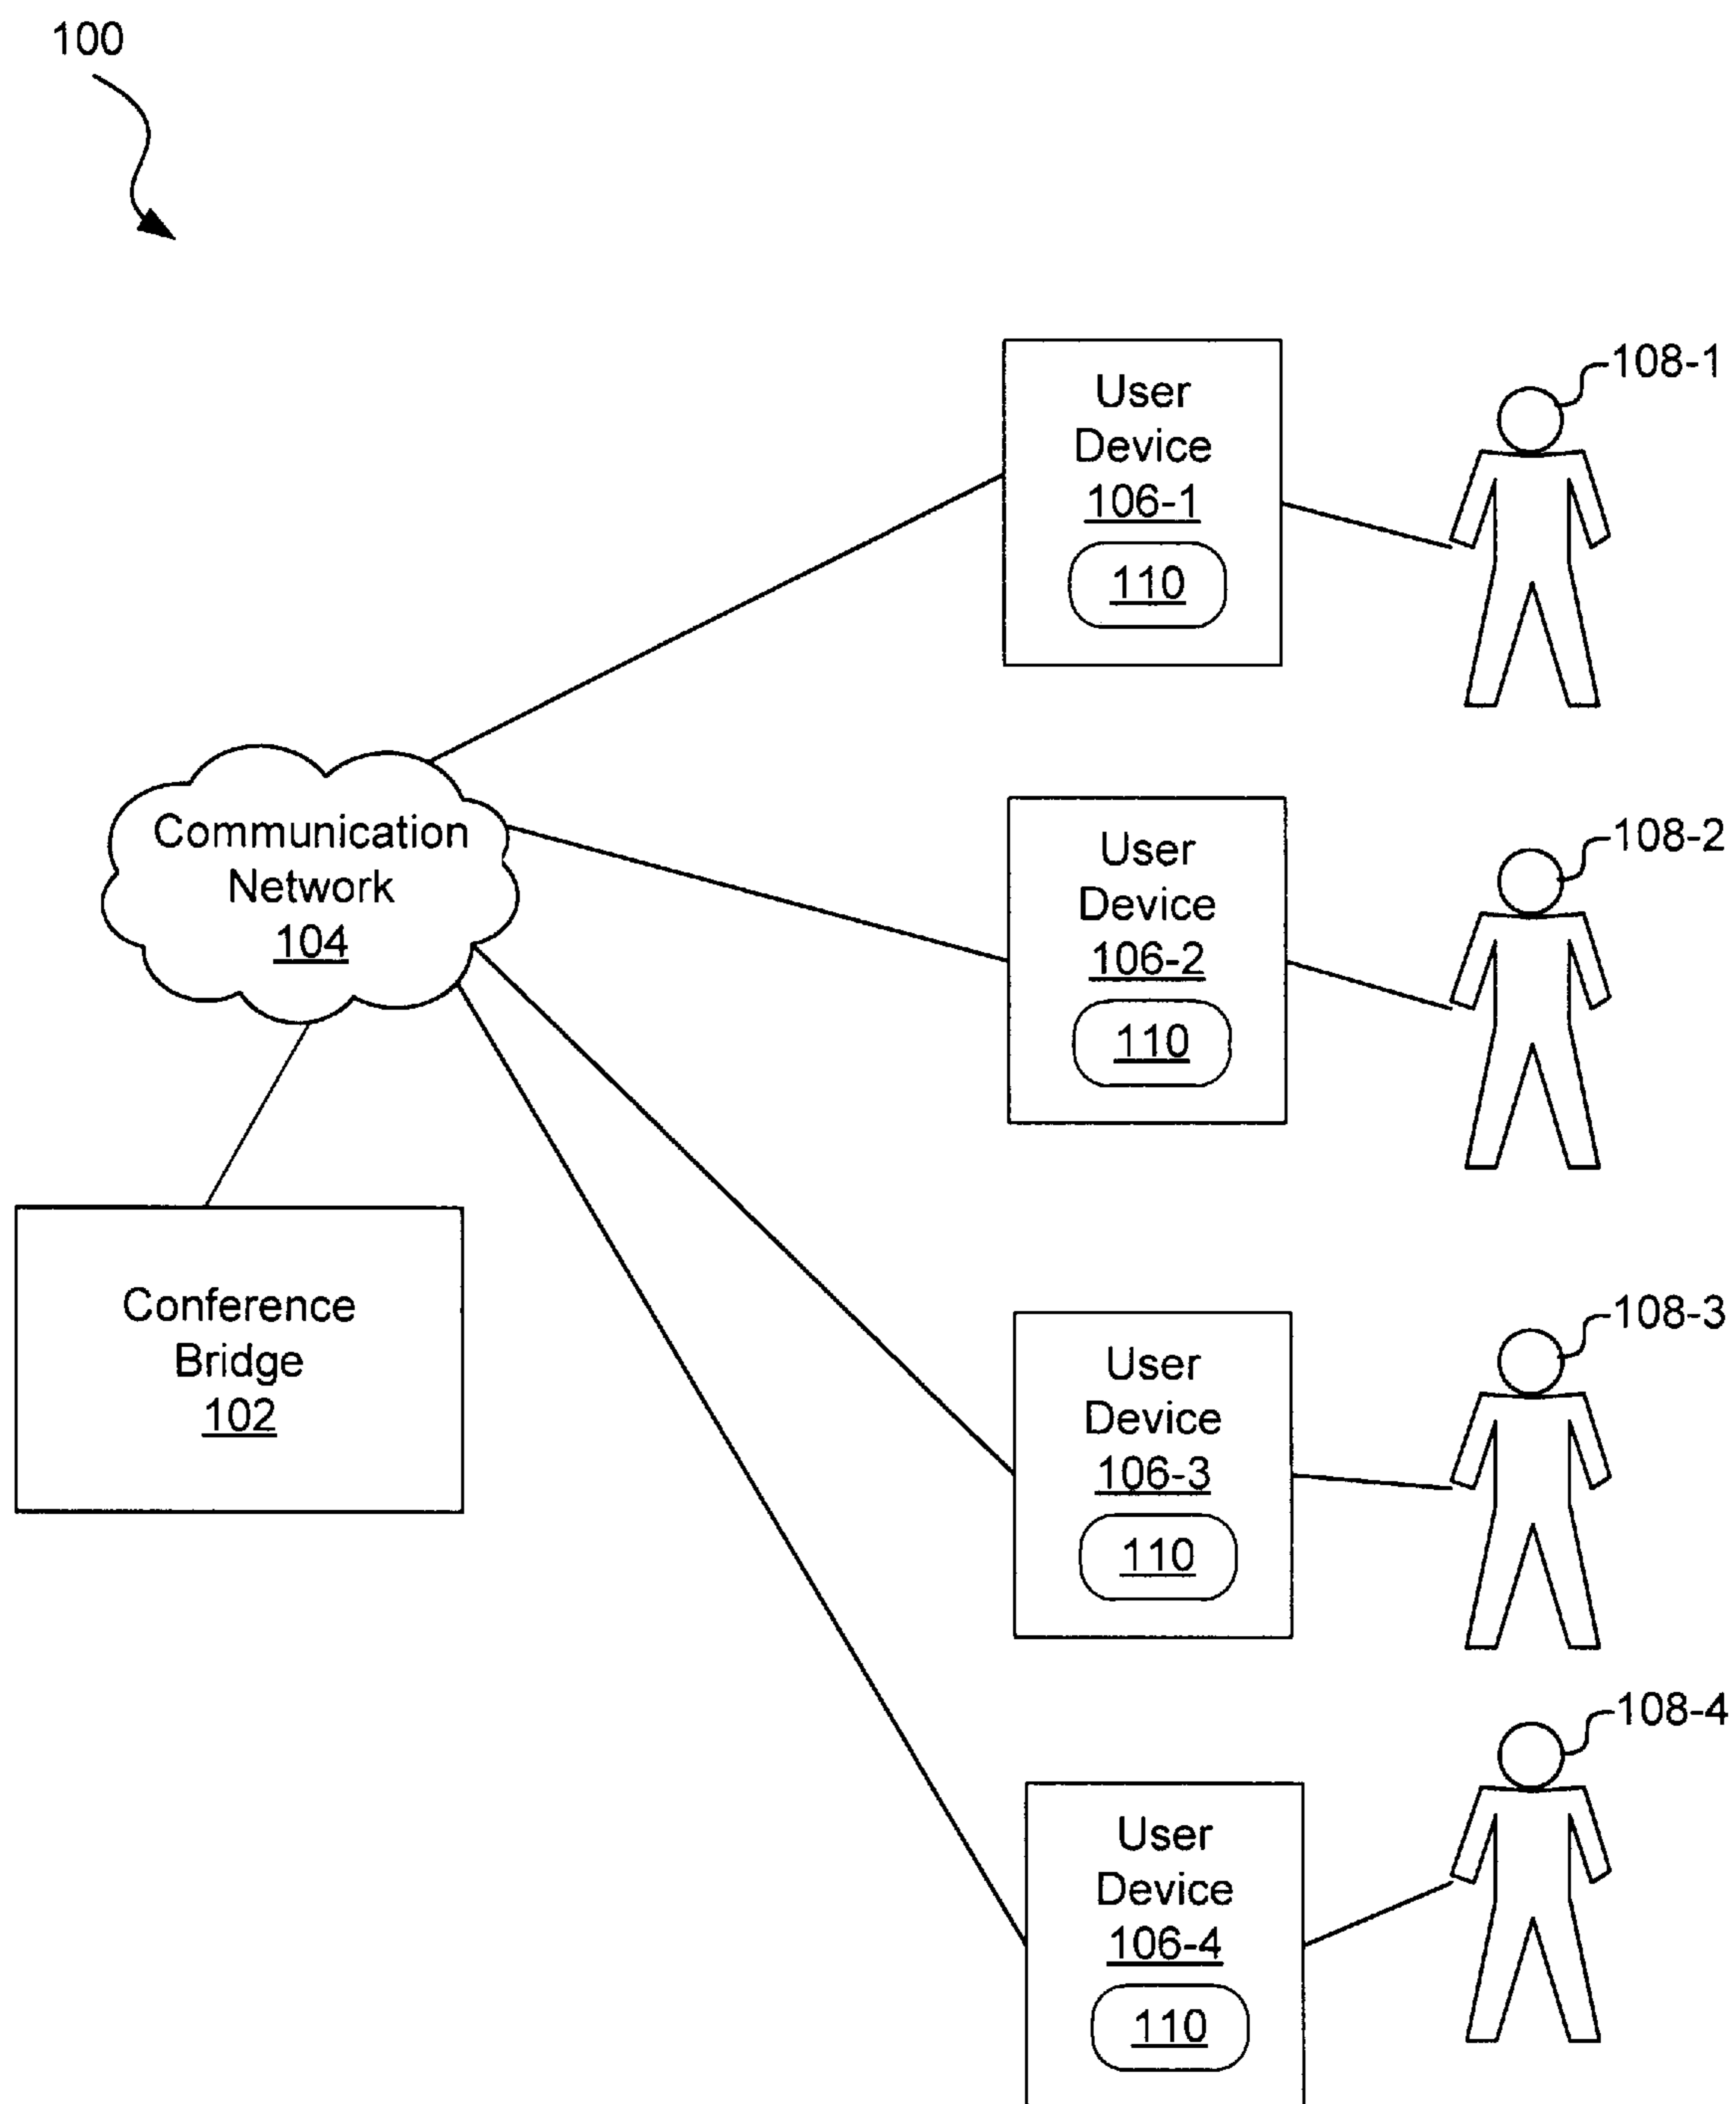 100
User
Device
106-1
110
108-1
Communication
Network
104
User
Device
106-2
110
108-2
Conference
Bridge
102
User
Device
106-3
110
108-3
User
Device
106-4
110
108-4